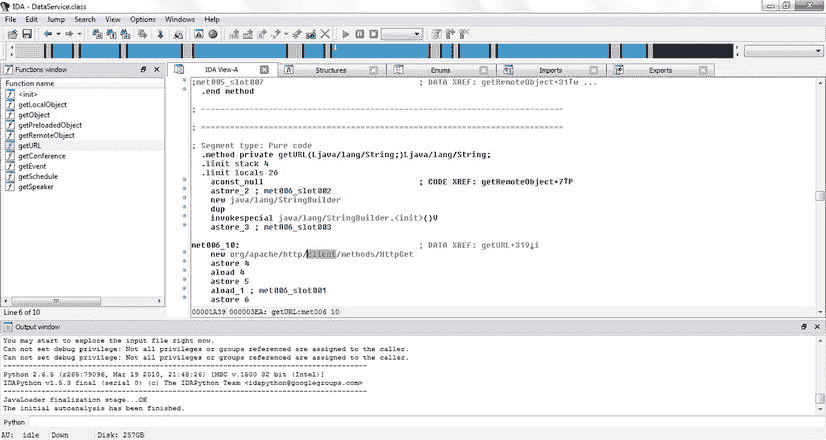 IDA - DataService.class
File Edit Jump Search View Options Windows Help
Functions window
IDA View-A
Structures
Enums
Imports
Exports
Function name
<init>
getLocalObject
getObject
getPreloadedObject
getRemoteObject
getURL
getConference
getEvent
getSchedule
getSpeaker
Line 6 of 10
;met005_slot007 ; DATA XREF: getRemoteObject+31↑w ...
.end method
; ---------------------------------------------------------------------------
; ===========================================================================
; Segment type: Pure code
.method private getURL(Ljava/lang/String;)Ljava/lang/String;
.limit stack 4
.limit locals 26
aconst_null ; CODE XREF: getRemoteObject+7↑P
astore_2 ; met006_slot002
new java/lang/StringBuilder
dup
invokespecial java/lang/StringBuilder.<init>()V
astore_3 ; met006_slot003
met006_10: ; DATA XREF: getURL+319↓i
new org/apache/http/client/methods/HttpGet
astore 4
aload 4
astore 5
aload_1 ; met006_slot001
astore 6
00001A39 000003EA: getURL:met006 10
Output window
You may start to explore the input file right now.
Can not set debug privilege: Not all privileges or groups referenced are assigned to the caller.
Can not set debug privilege: Not all privileges or groups referenced are assigned to the caller.
---------------------------------------------------------------------------
Python 2.6.5 (r265:79096, Mar 19 2010, 21:48:26) [MSC v.1500 32 bit (Intel)]
IDAPython v1.5.3 final (serial 0) (c) The IDAPython Team <idapython@googlegroups.com>
---------------------------------------------------------------------------
JavaLoader finalization stage...OK
The initial autoanalysis has been finished.
Python
AU: idle Down Disk: 257GB